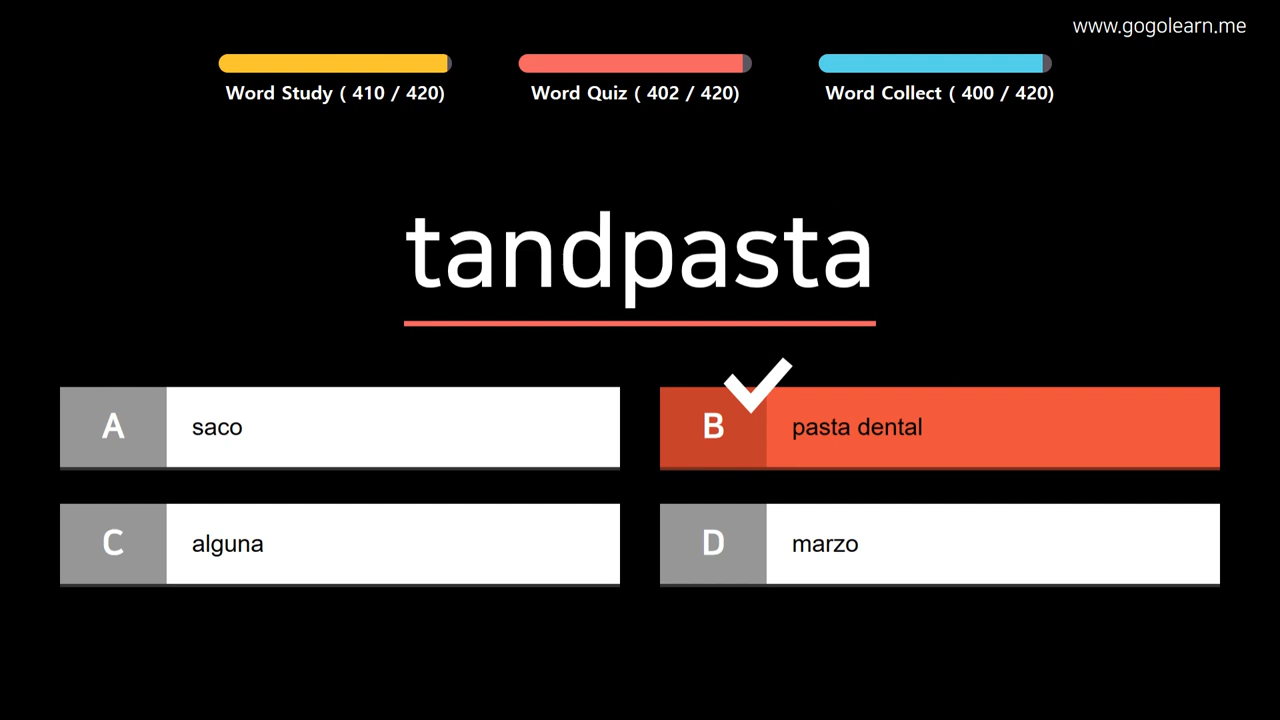 www.gogolearn.me
Word Study ( 410 / 420)
Word Quiz ( 402 / 420)
Word Collect ( 400 / 420)
tandpasta
A saco
B pasta dental
C alguna
D marzo